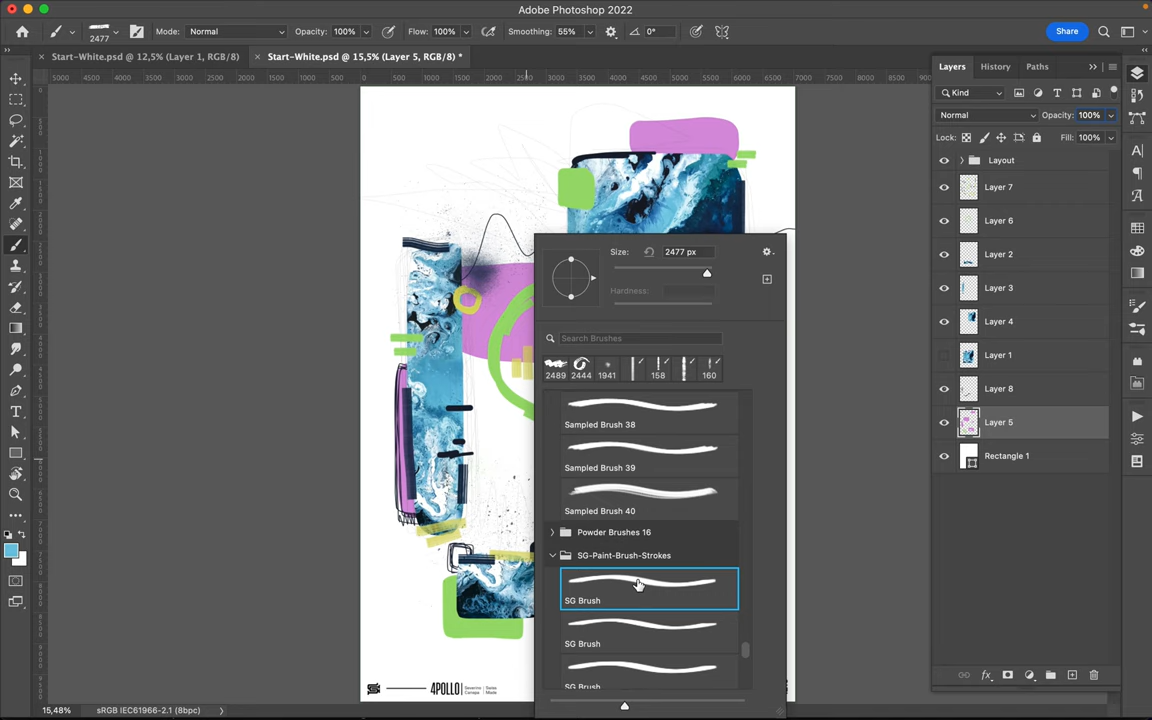 Adobe Photoshop 2022
2477
Mode: Normal
Opacity: 100%
Flow: 100%
Smoothing: 55%
0°
Share
Start-White.psd @ 12,5% (Layer 1, RGB/8)
Start-White.psd @ 15,5% (Layer 5, RGB/8) *
Layers
History
Paths
Kind
Normal
Opacity: 100%
Lock:
Fill: 100%
Layout
Layer 7
Layer 6
Layer 2
Layer 3
Layer 4
Layer 1
Layer 8
Layer 5
Rectangle 1
Size:
2477 px
Hardness:
Search Brushes
2489
2444
1941
158
160
Sampled Brush 38
Sampled Brush 39
Sampled Brush 40
Powder Brushes 16
SG-Paint-Brush-Strokes
SG Brush
SG Brush
SG Brush
4POLLO
Severino Canepa
Swiss Made
15,48%
sRGB IEC61966-2.1 (8bpc)